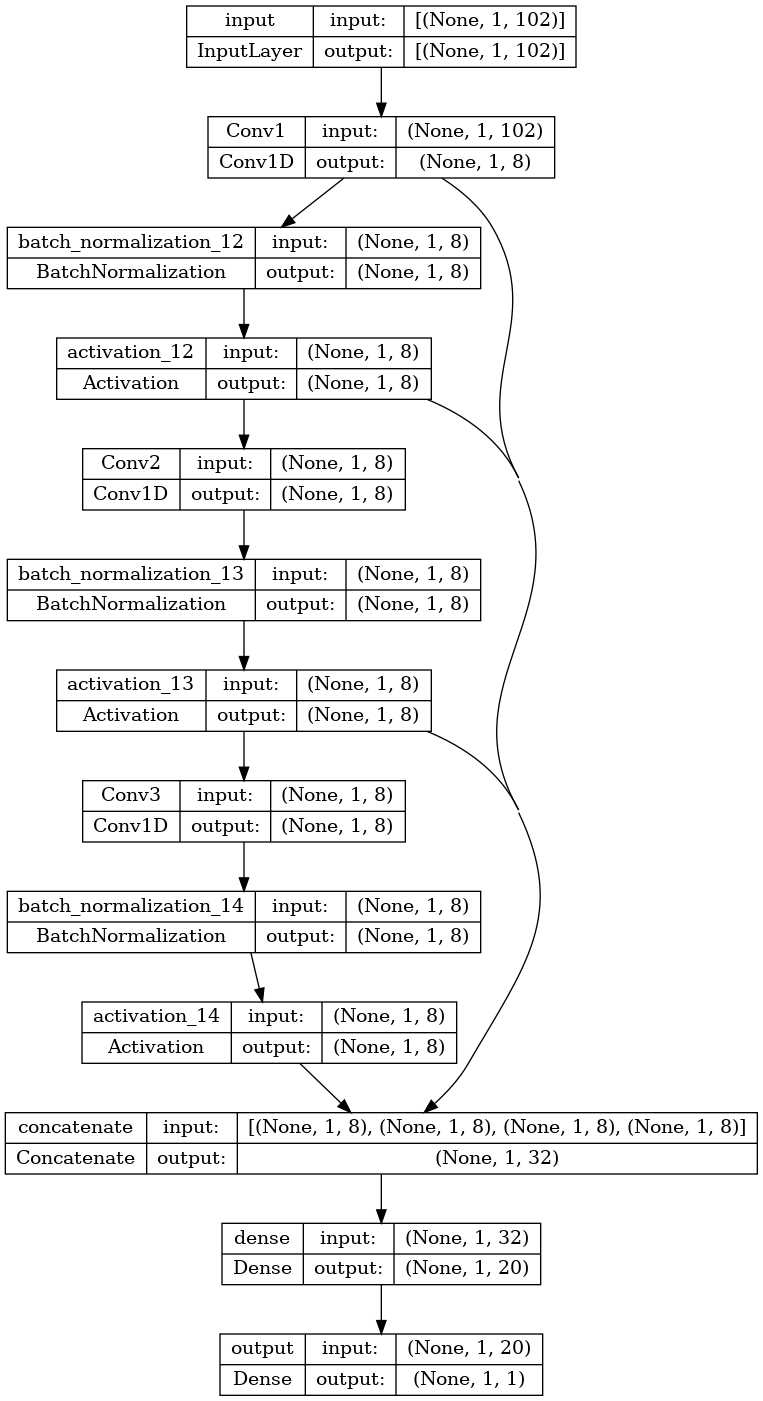 input input: [(None, 1, 102)]
InputLayer output: [(None, 1, 102)]
Conv1 input: (None, 1, 102)
Conv1D output: (None, 1, 8)
batch_normalization_12 input: (None, 1, 8)
BatchNormalization output: (None, 1, 8)
activation_12 input: (None, 1, 8)
Activation output: (None, 1, 8)
Conv2 input: (None, 1, 8)
Conv1D output: (None, 1, 8)
batch_normalization_13 input: (None, 1, 8)
BatchNormalization output: (None, 1, 8)
activation_13 input: (None, 1, 8)
Activation output: (None, 1, 8)
Conv3 input: (None, 1, 8)
Conv1D output: (None, 1, 8)
batch_normalization_14 input: (None, 1, 8)
BatchNormalization output: (None, 1, 8)
activation_14 input: (None, 1, 8)
Activation output: (None, 1, 8)
concatenate input: [(None, 1, 8), (None, 1, 8), (None, 1, 8), (None, 1, 8)]
Concatenate output: (None, 1, 32)
dense input: (None, 1, 32)
Dense output: (None, 1, 20)
output input: (None, 1, 20)
Dense output: (None, 1, 1)